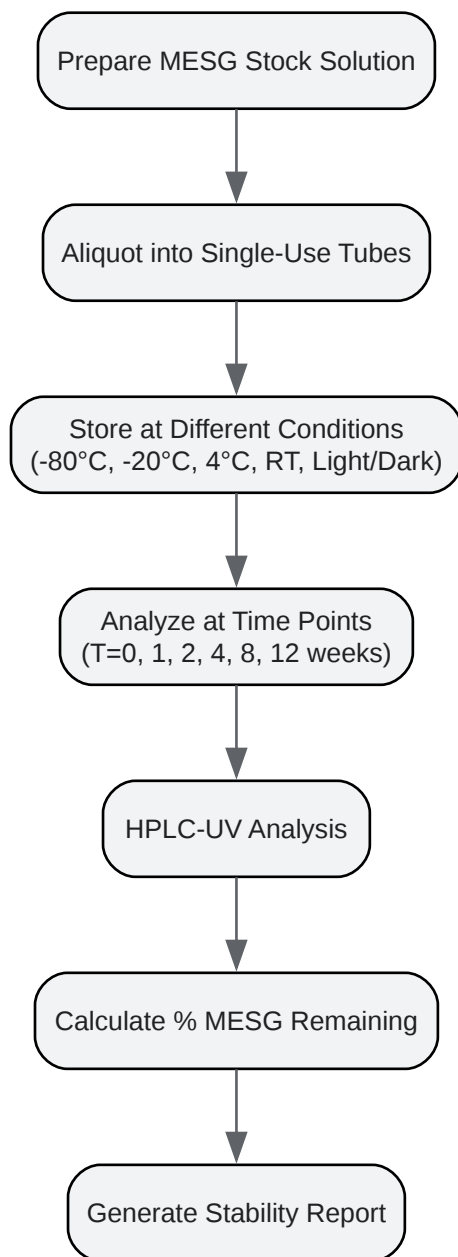 Prepare MESG Stock Solution
Aliquot into Single-Use Tubes
Store at Different Conditions
(-80°C, -20°C, 4°C, RT, Light/Dark)
Analyze at Time Points
(T=0, 1, 2, 4, 8, 12 weeks)
HPLC-UV Analysis
Calculate % MESG Remaining
Generate Stability Report